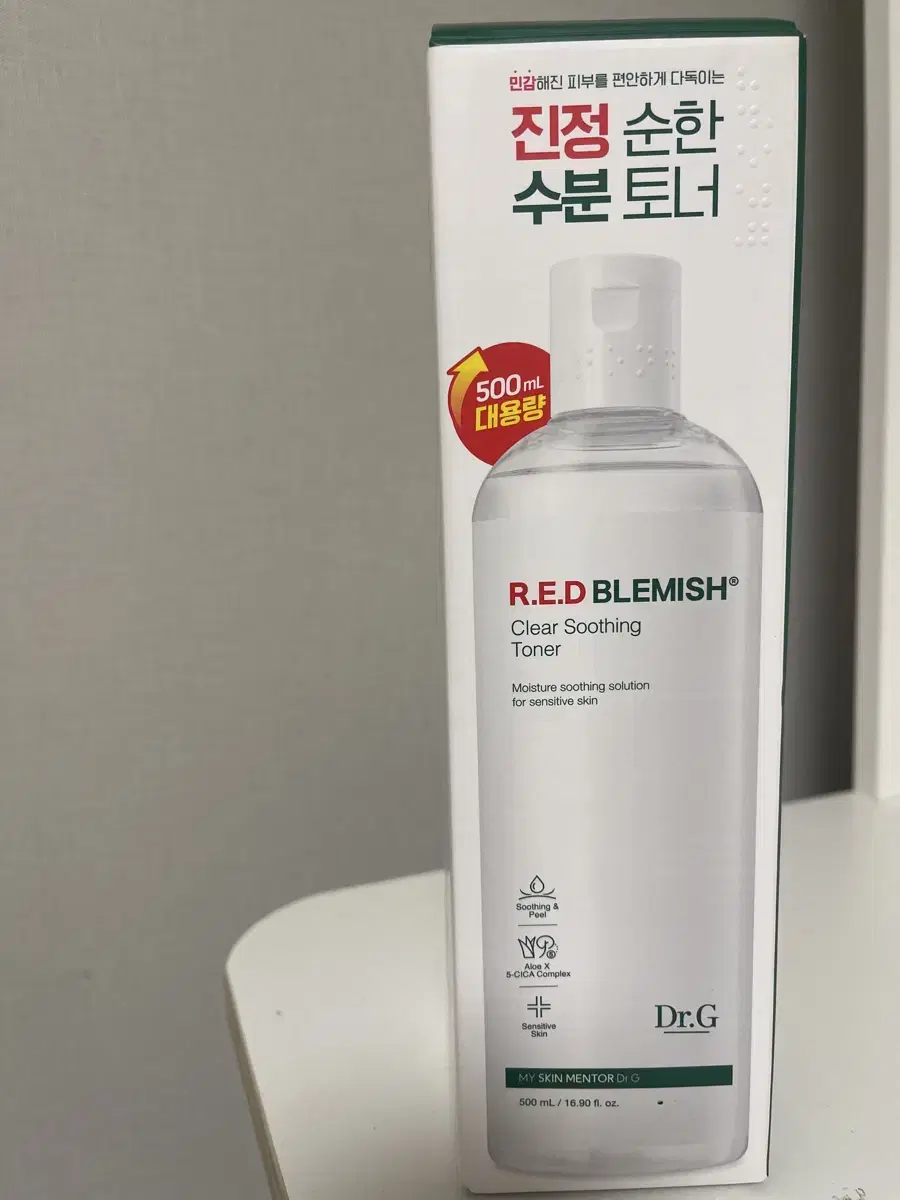 민감해진 피부를 편안하게 다독이는
진정 순한
수분 토너
500mL
대용량
R.E.D BLEMISH®
Clear Soothing
Toner
Moisture soothing solution
for sensitive skin
Soothing &
Peel
Aloe X
5-CICA Complex
Sensitive
Skin
Dr.G
MY SKIN MENTOR Dr.G
500 mL / 16.90 fl. oz.